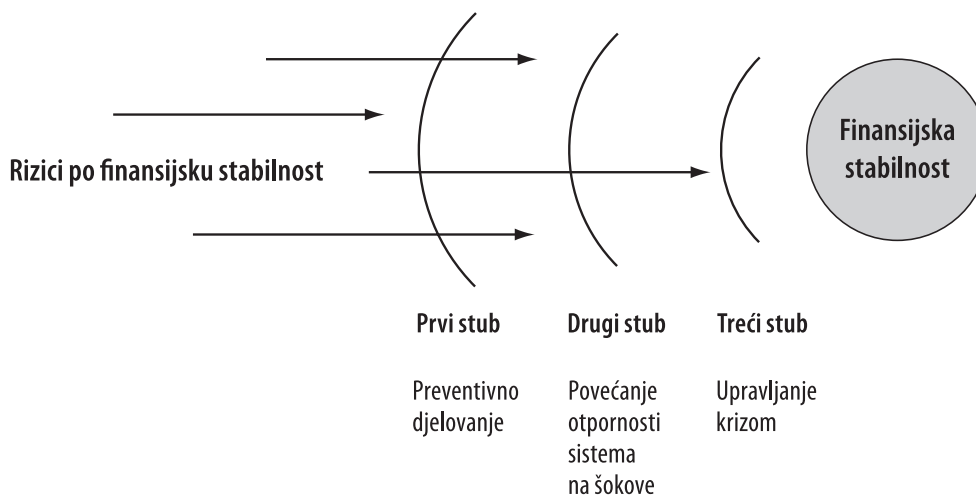 Rizici po finansijsku stabilnost
Finansijska
stabilnost
Prvi stub
Preventivno
djelovanje
Drugi stub
Povećanje
otpornosti
sistema
na šokove
Treći stub
Upravljanje
krizom